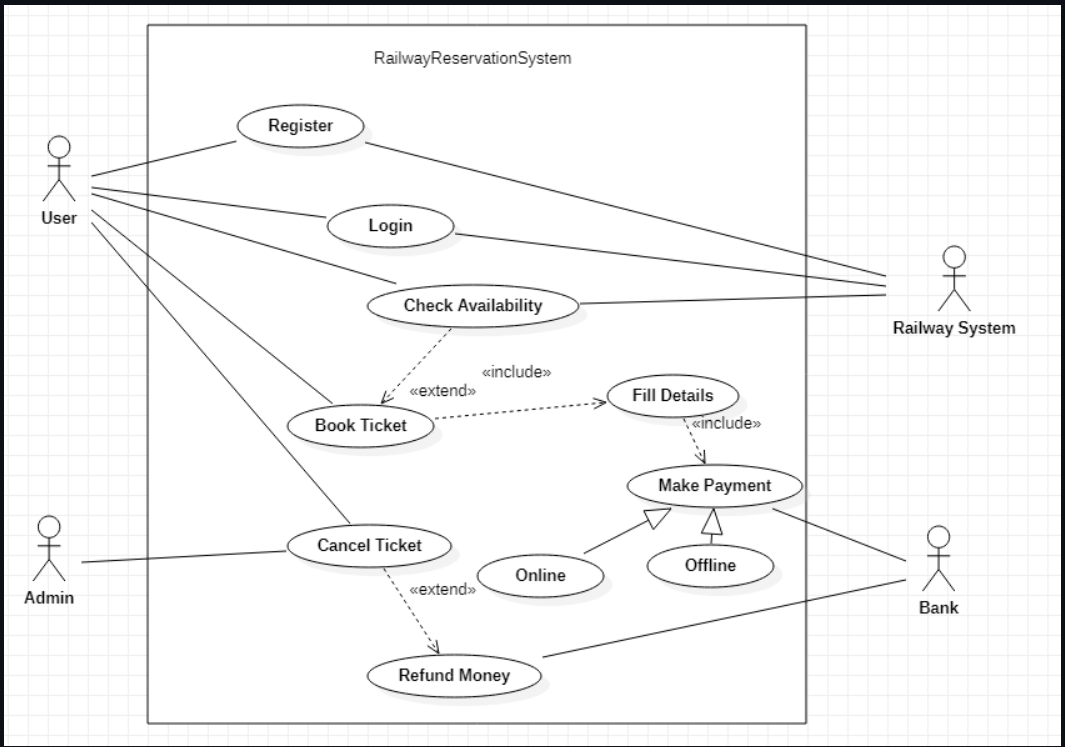 RailwayReservationSystem
Register
User
Login
Check Availability
Railway System
«include»
«extend»
Fill Details
Book Ticket
«include»
Make Payment
Cancel Ticket
Online
Offline
«extend»
Admin
Bank
Refund Money